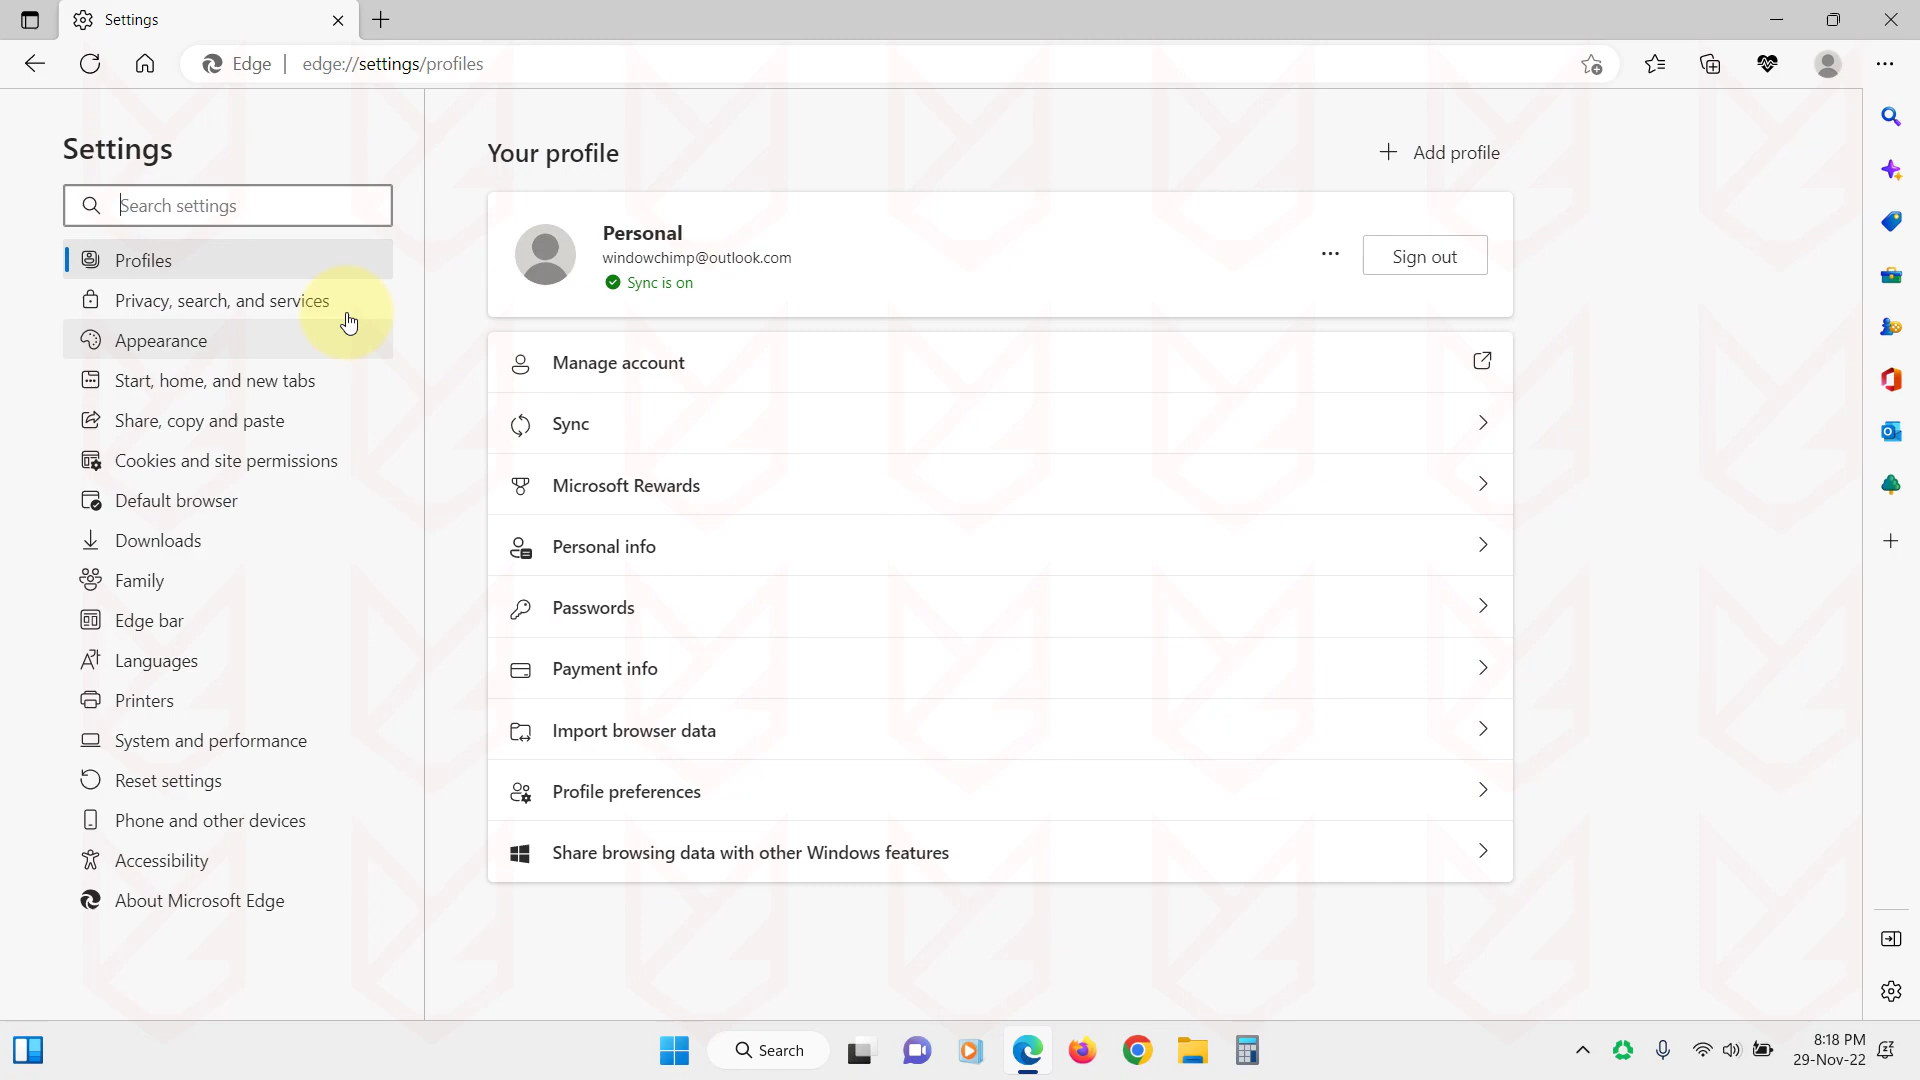 Settings
Edge
edge://settings/profiles
Settings
Search settings
Profiles
Privacy, search, and services
Appearance
Start, home, and new tabs
Share, copy and paste
Cookies and site permissions
Default browser
Downloads
Family
Edge bar
Languages
Printers
System and performance
Reset settings
Phone and other devices
Accessibility
About Microsoft Edge
Your profile
Add profile
Personal
windowchimp@outlook.com
Sync is on
Sign out
Manage account
Sync
Microsoft Rewards
Personal info
Passwords
Payment info
Import browser data
Profile preferences
Share browsing data with other Windows features
Search
8:18 PM
29-Nov-22